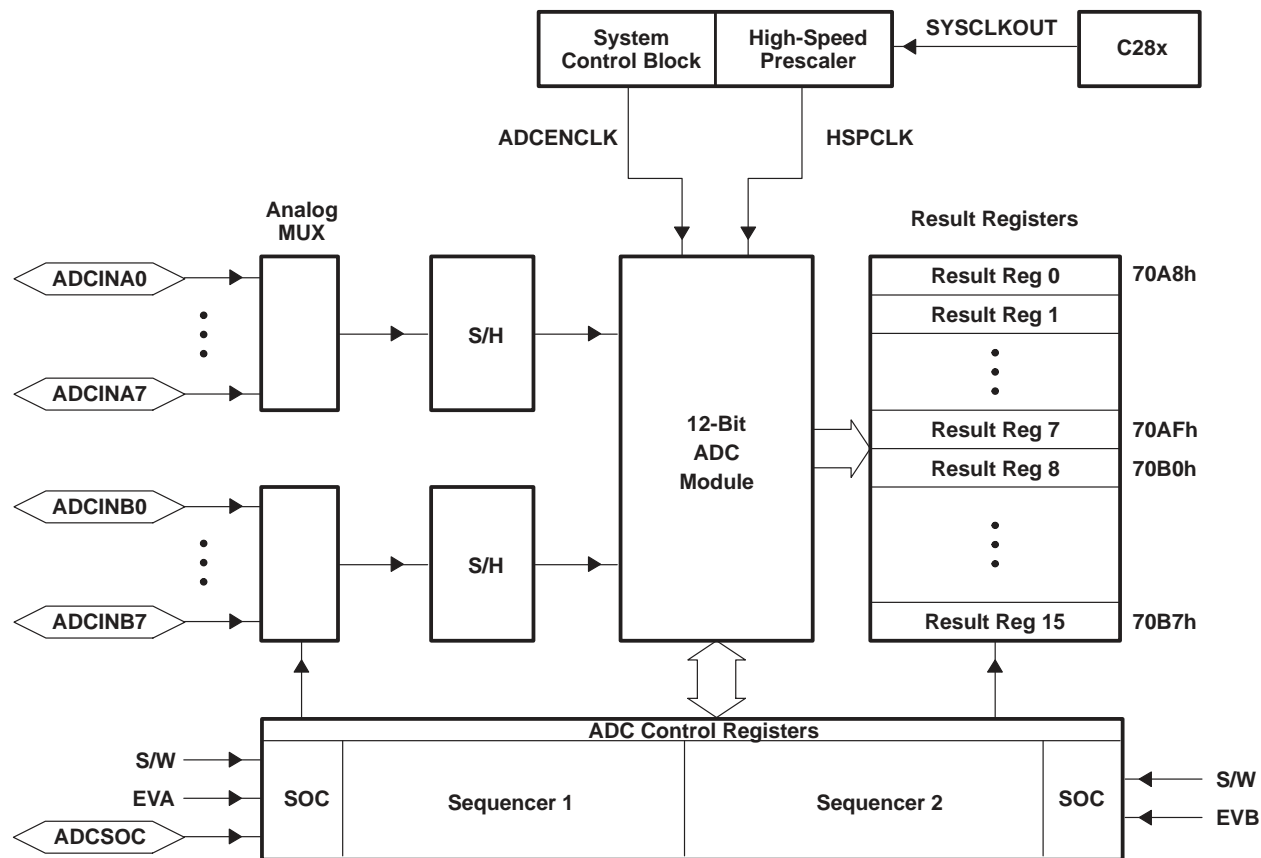 System
Control Block
High-Speed
Prescaler
SYSCLKOUT
C28x
ADCENCLK
HSPCLK
Analog
MUX
Result Registers
ADCINA0
ADCINA7
S/H
12-Bit
ADC
Module
Result Reg 0
70A8h
Result Reg 1
Result Reg 7
70AFh
Result Reg 8
70B0h
ADCINB0
ADCINB7
S/H
Result Reg 15
70B7h
ADC Control Registers
S/W
EVA
ADCSOC
SOC
Sequencer 1
Sequencer 2
SOC
S/W
EVB